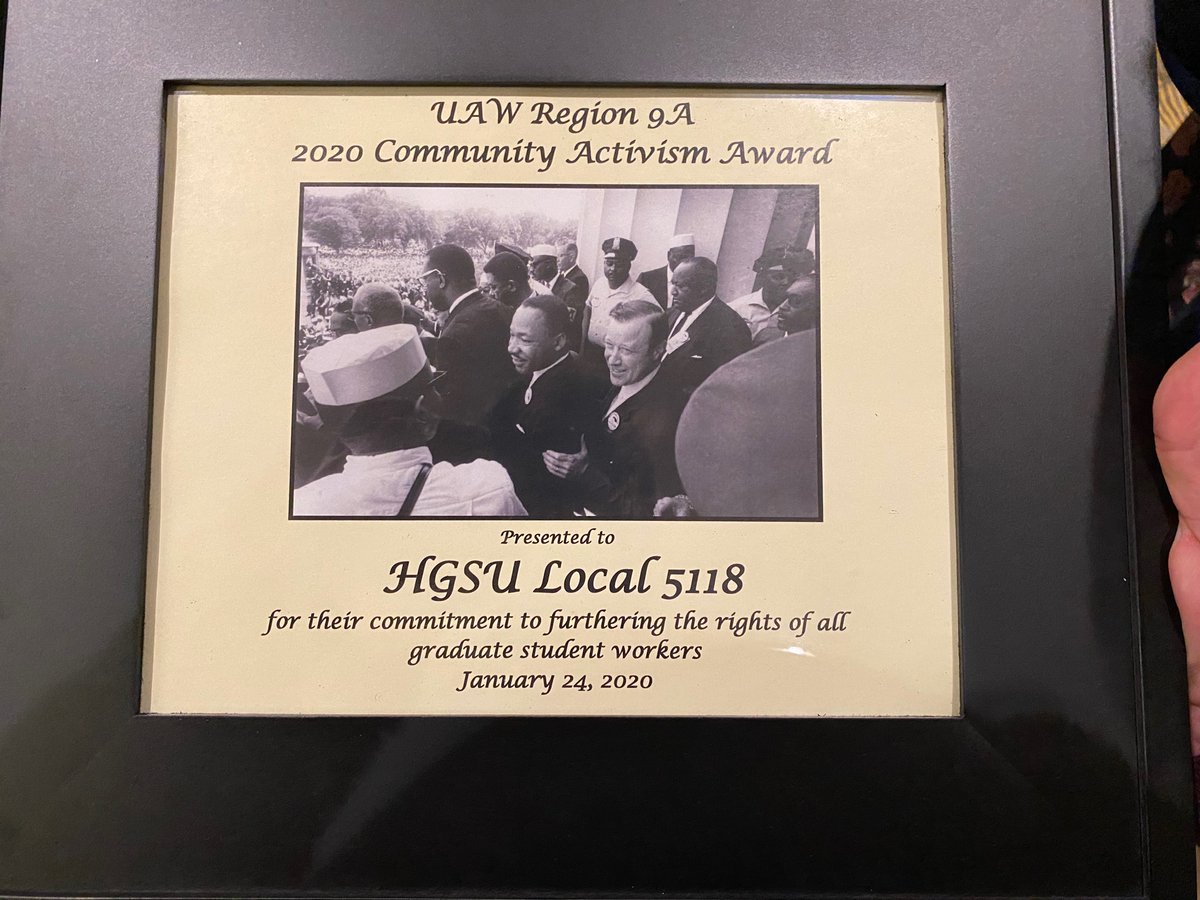 UAW Region 9A
2020 Community Activism Award
Presented to
HGSU Local 5118
for their commitment to furthering the rights of all
graduate student workers
January 24, 2020